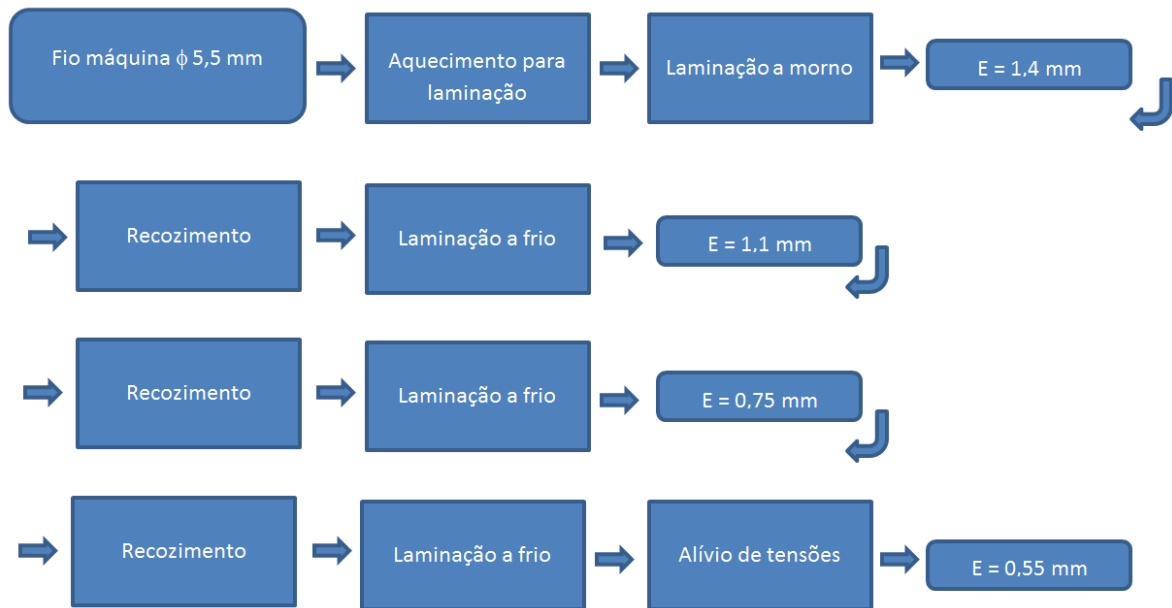 Fio máquina ϕ 5,5 mm
Aquecimento para
laminação
Laminação a morno
E = 1,4 mm
Recozimento
Laminação a frio
E = 1,1 mm
Recozimento
Laminação a frio
E = 0,75 mm
Recozimento
Laminação a frio
Alívio de tensões
E = 0,55 mm